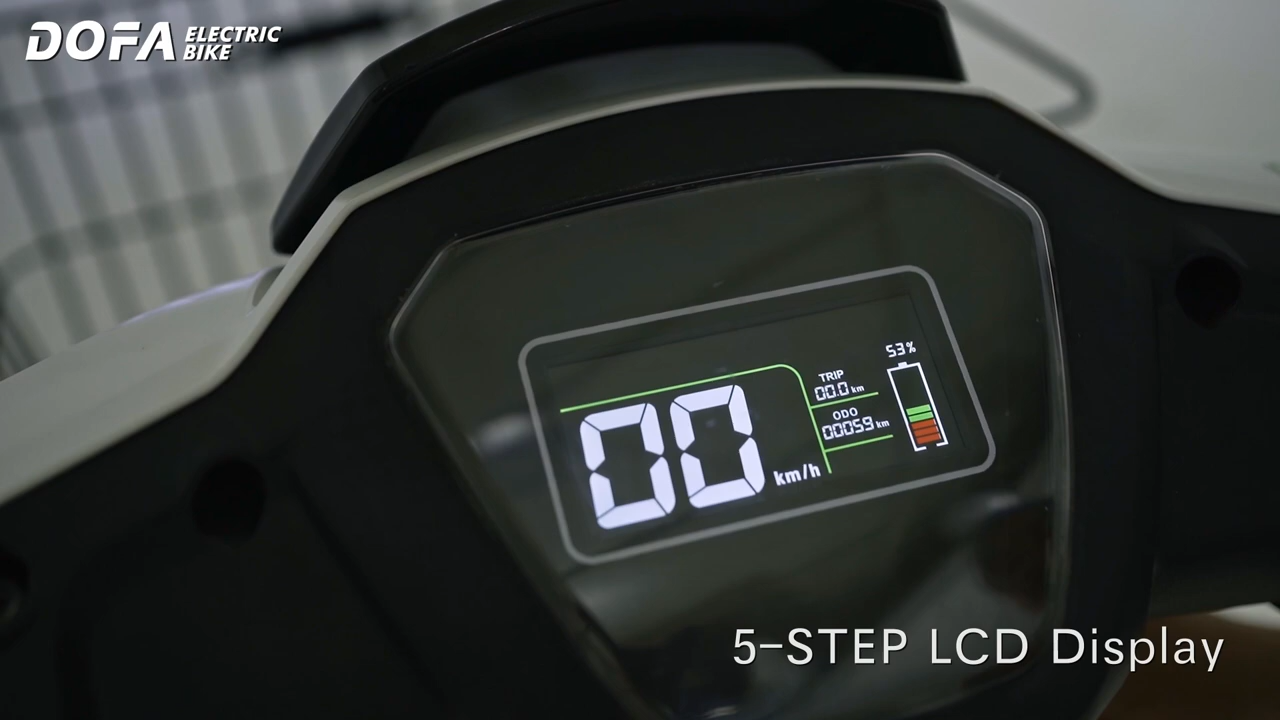 DOFA ELECTRIC
BIKE
53%
TRIP
00.0 km
ODO
00059 km
00 km/h
5-STEP LCD Display